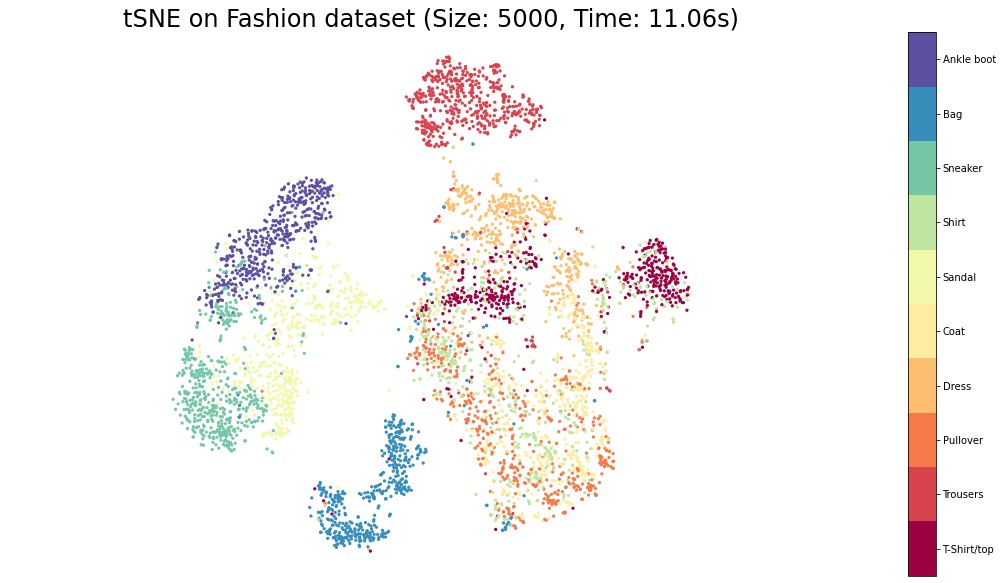 tSNE on Fashion dataset (Size: 5000, Time: 11.06s)
Ankle boot
Bag
Sneaker
Shirt
Sandal
Coat
Dress
Pullover
Trousers
T-Shirt/top